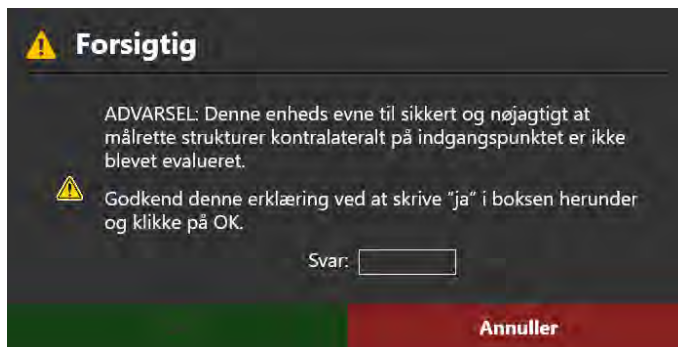 Forsigtig
ADVARSEL: Denne enheds evne til sikkert og nøjagtigt at
målrette strukturer kontralateralt på indgangspunktet er ikke
blevet evalueret.
Godkend denne erklæring ved at skrive "ja" i boksen herunder
og klikke på OK.
Svar:
Annuller